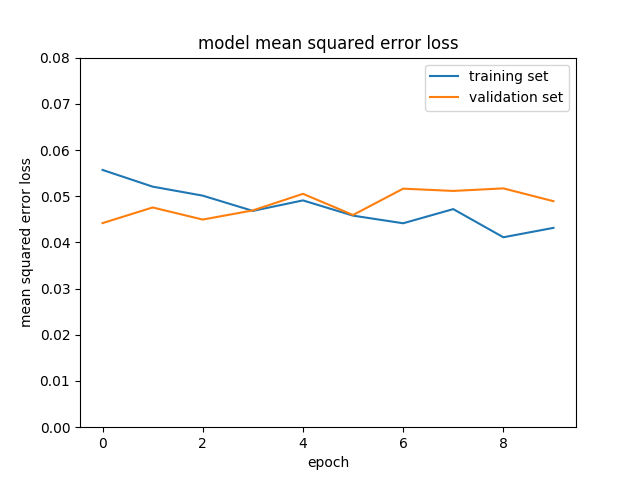 model mean squared error loss
training set
validation set
mean squared error loss
0.08
0.07
0.06
0.05
0.04
0.03
0.02
0.01
0.00
0 2 4 6 8
epoch